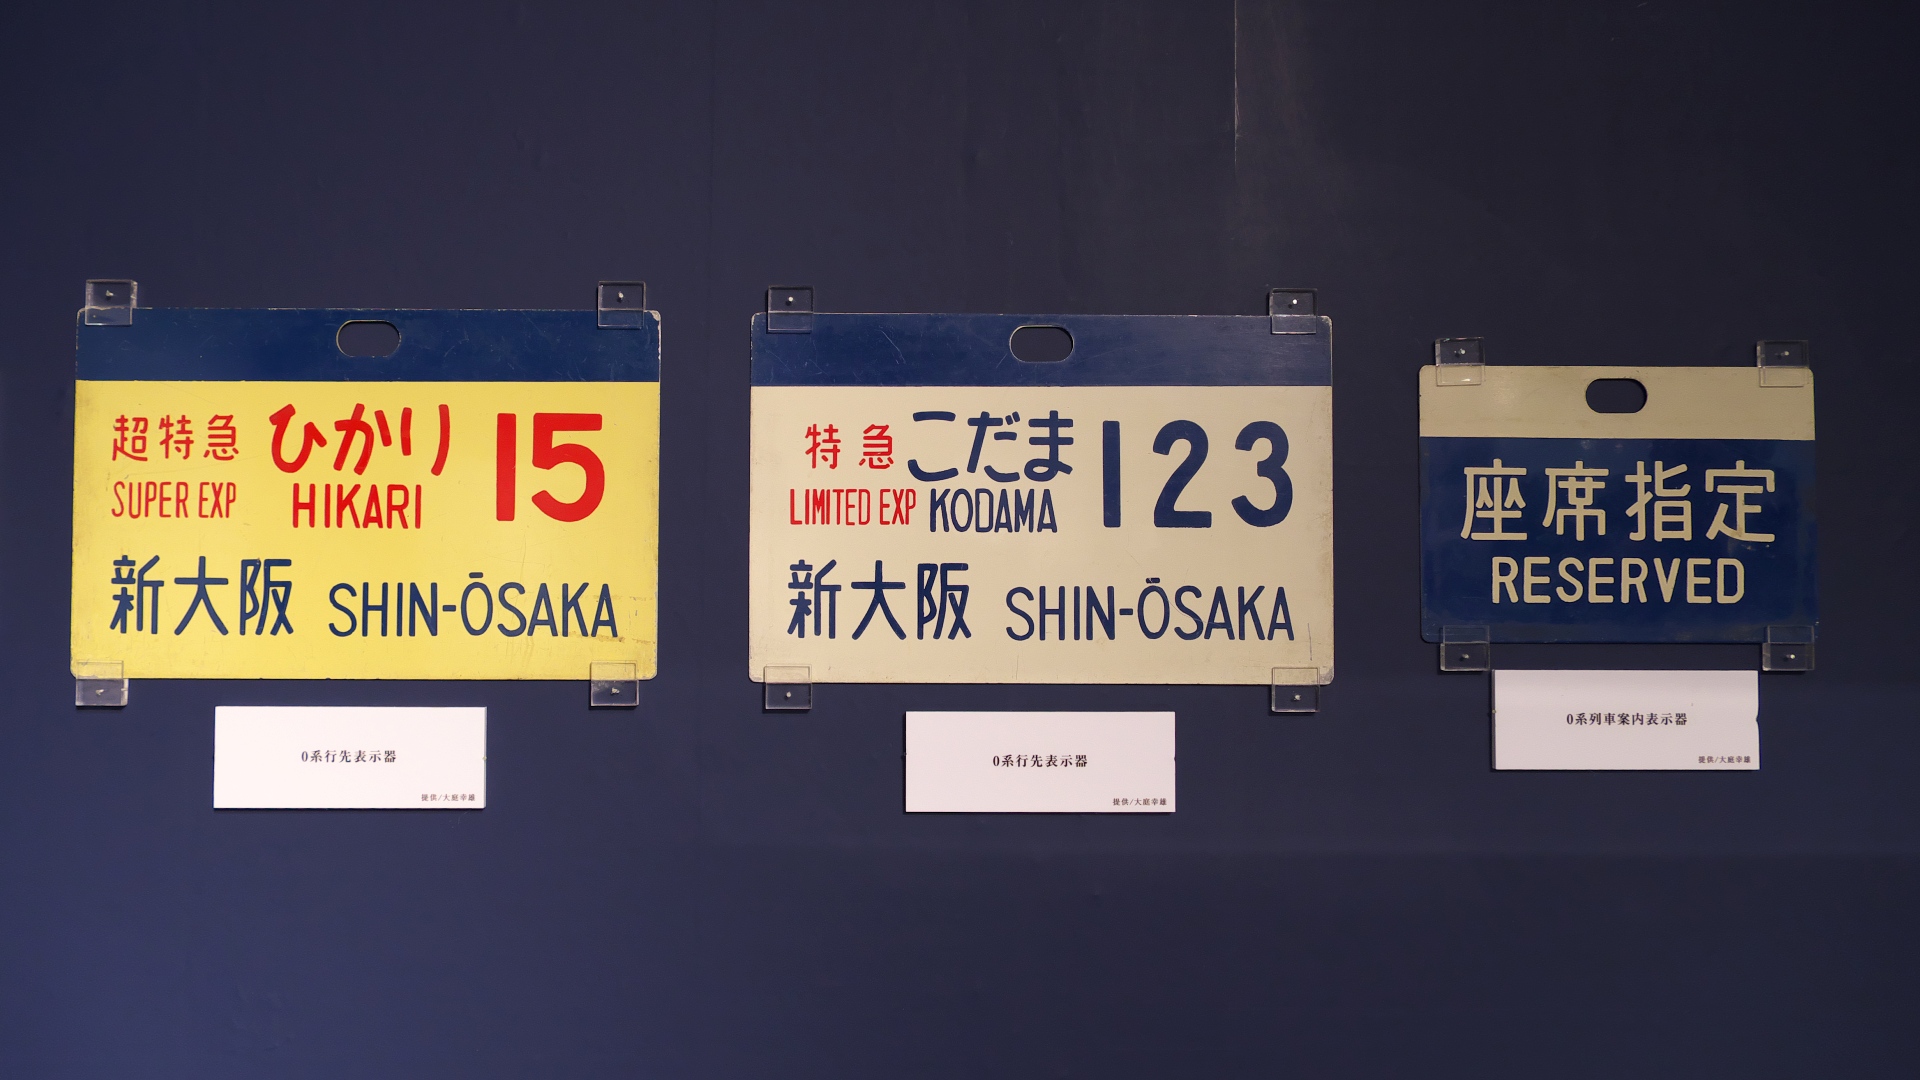 超特急 ひかり 15
SUPER EXP HIKARI
新大阪 SHIN-ŌSAKA
0系行先表示器
提供/大庭幸雄
特急 こだま 123
LIMITED EXP KODAMA
新大阪 SHIN-ŌSAKA
0系行先表示器
提供/大庭幸雄
座席指定
RESERVED
0系列車案内表示器
提供/大庭幸雄